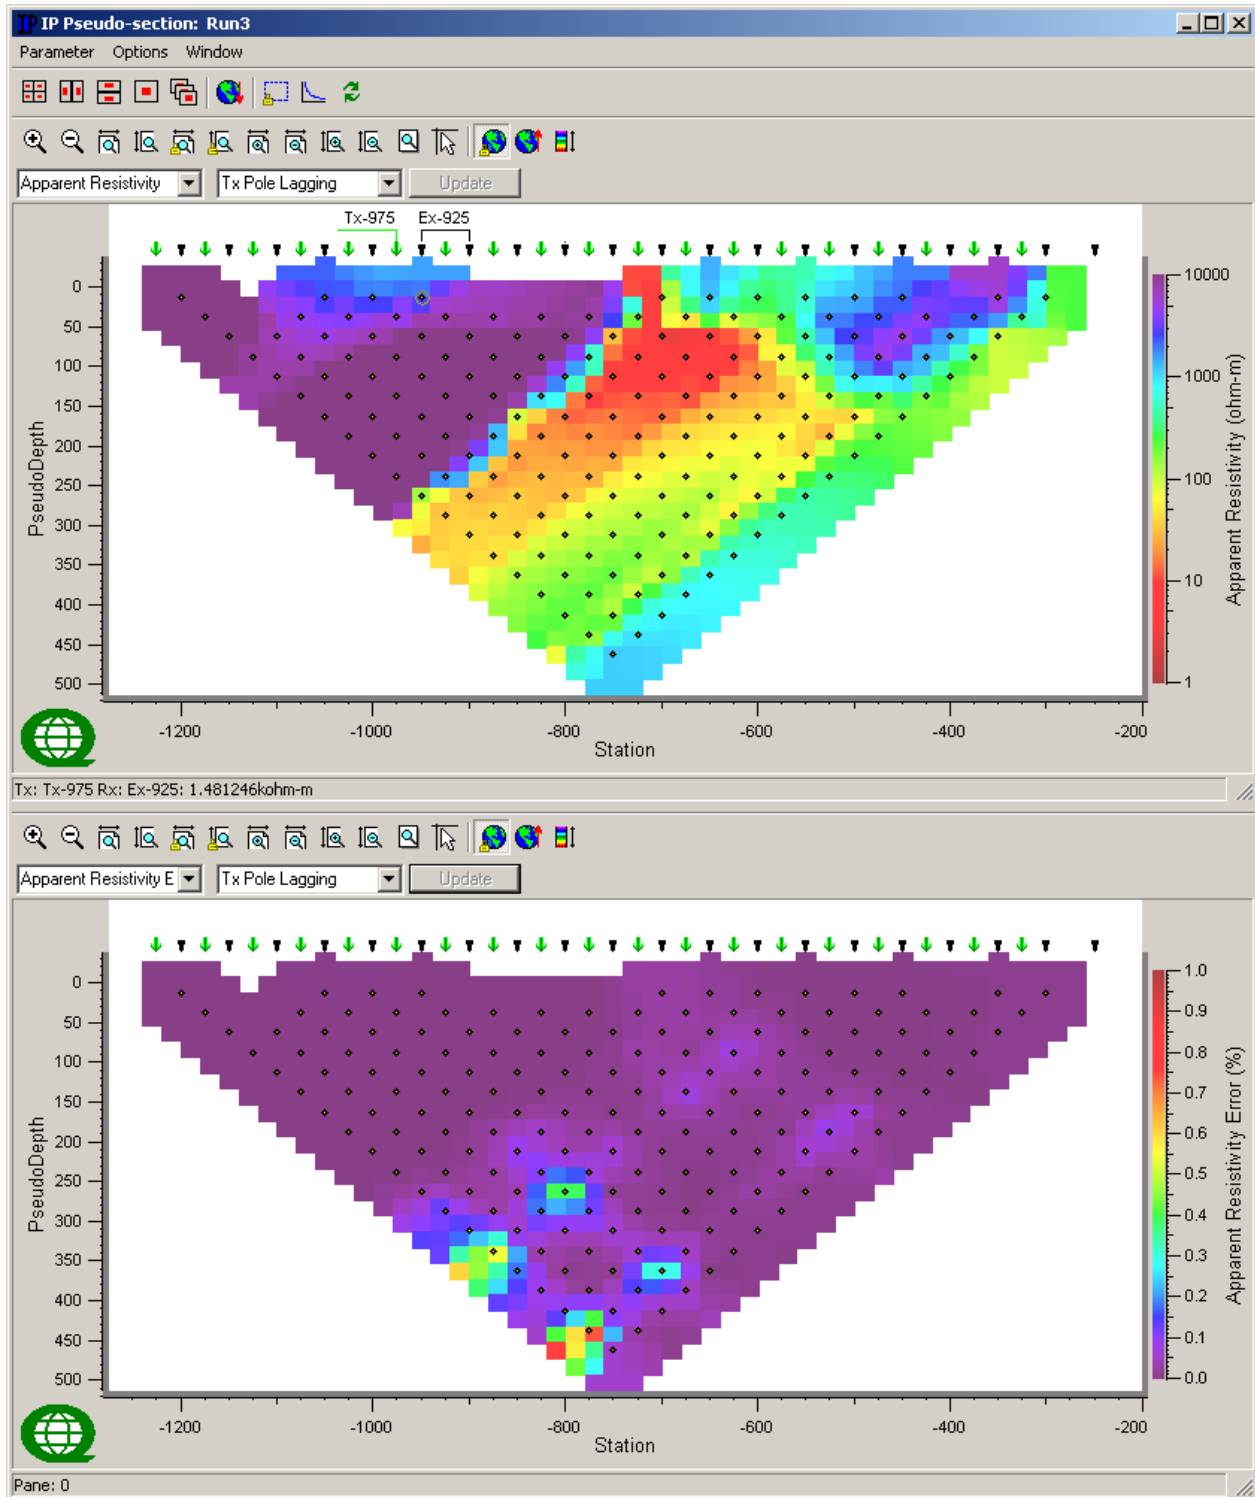 IP IP Pseudo-section: Run3
Parameter Options Window
Apparent Resistivity Tx Pole Lagging Update
Tx-975 Ex-925
0
50
100
150
200
250
300
350
400
450
500
PseudoDepth
-1200 -1000 -800 -600 -400 -200
Station
10000
1000
100
10
1
Apparent Resistivity (ohm-m)
Tx: Tx-975 Rx: Ex-925: 1.481246kohm-m
Apparent Resistivity E Tx Pole Lagging Update
0
50
100
150
200
250
300
350
400
450
500
PseudoDepth
-1200 -1000 -800 -600 -400 -200
Station
1.0
0.9
0.8
0.7
0.6
0.5
0.4
0.3
0.2
0.1
0.0
Apparent Resistivity Error (%)
Pane: 0